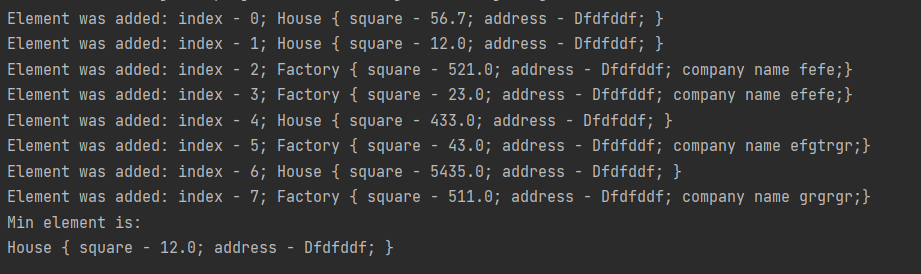 Element was added: index - 0; House { square - 56.7; address - Dfdfddf; }
Element was added: index - 1; House { square - 12.0; address - Dfdfddf; }
Element was added: index - 2; Factory { square - 521.0; address - Dfdfddf; company name fefe;}
Element was added: index - 3; Factory { square - 23.0; address - Dfdfddf; company name efefe;}
Element was added: index - 4; House { square - 433.0; address - Dfdfddf; }
Element was added: index - 5; Factory { square - 43.0; address - Dfdfddf; company name efgtrgr;}
Element was added: index - 6; House { square - 5435.0; address - Dfdfddf; }
Element was added: index - 7; Factory { square - 511.0; address - Dfdfddf; company name grgrgr;}
Min element is:
House { square - 12.0; address - Dfdfddf; }